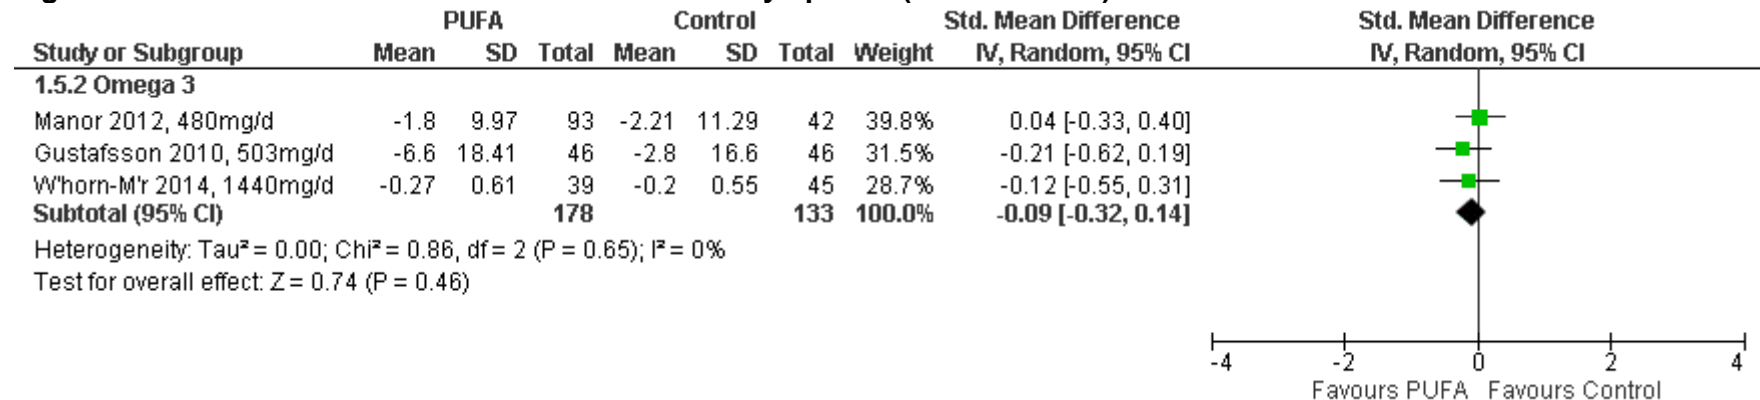 PUFA Control Std. Mean Difference Std. Mean Difference
Study or Subgroup Mean SD Total Mean SD Total Weight IV, Random, 95% CI IV, Random, 95% CI
1.5.2 Omega 3
Manor 2012, 480mg/d -1.8 9.97 93 -2.21 11.29 42 39.8% 0.04 [-0.33, 0.40]
Gustafsson 2010, 503mg/d -6.6 18.41 46 -2.8 16.6 46 31.5% -0.21 [-0.62, 0.19]
W'horn-M'r 2014, 1440mg/d -0.27 0.61 39 -0.2 0.55 45 28.7% -0.12 [-0.55, 0.31]
Subtotal (95% CI) 178 133 100.0% -0.09 [-0.32, 0.14]
Heterogeneity: Tau² = 0.00; Chi² = 0.86, df = 2 (P = 0.65); I² = 0%
Test for overall effect: Z = 0.74 (P = 0.46)
-4 -2 0 2 4
Favours PUFA Favours Control